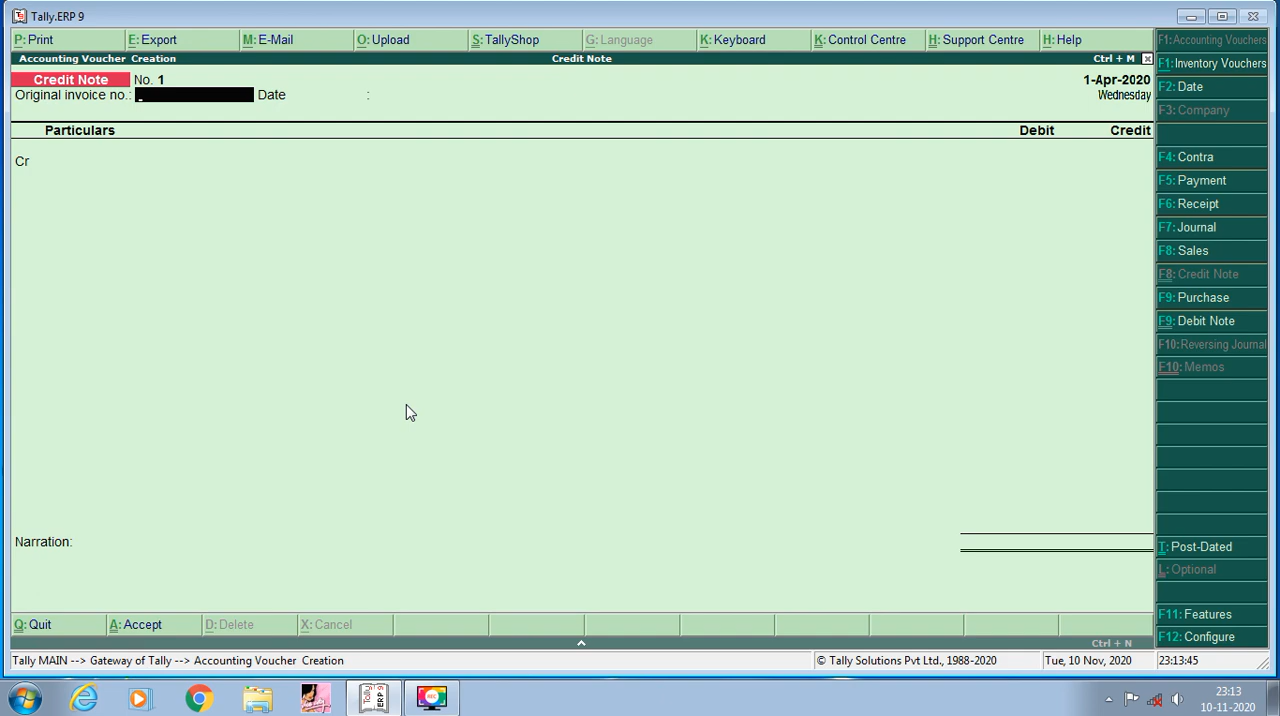 Tally.ERP 9
P: Print E: Export M: E-Mail O: Upload S: TallyShop G: Language K: Keyboard K: Control Centre H: Support Centre H: Help
F1: Accounting Vouchers
Accounting Voucher Creation Credit Note Ctrl + M
F1: Inventory Vouchers
Credit Note No. 1 1-Apr-2020
F2: Date
Original invoice no.: Date : Wednesday
F3: Company
Particulars Debit Credit
F4: Contra
Cr
F5: Payment
F6: Receipt
F7: Journal
F8: Sales
F8: Credit Note
F9: Purchase
F9: Debit Note
F10: Reversing Journal
F10: Memos
Narration:
T: Post-Dated
L: Optional
F11: Features
Q: Quit A: Accept D: Delete X: Cancel
F12: Configure
Ctrl + N
Tally MAIN --> Gateway of Tally --> Accounting Voucher Creation © Tally Solutions Pvt Ltd., 1988-2020 Tue, 10 Nov, 2020 23:13:45
23:13
10-11-2020